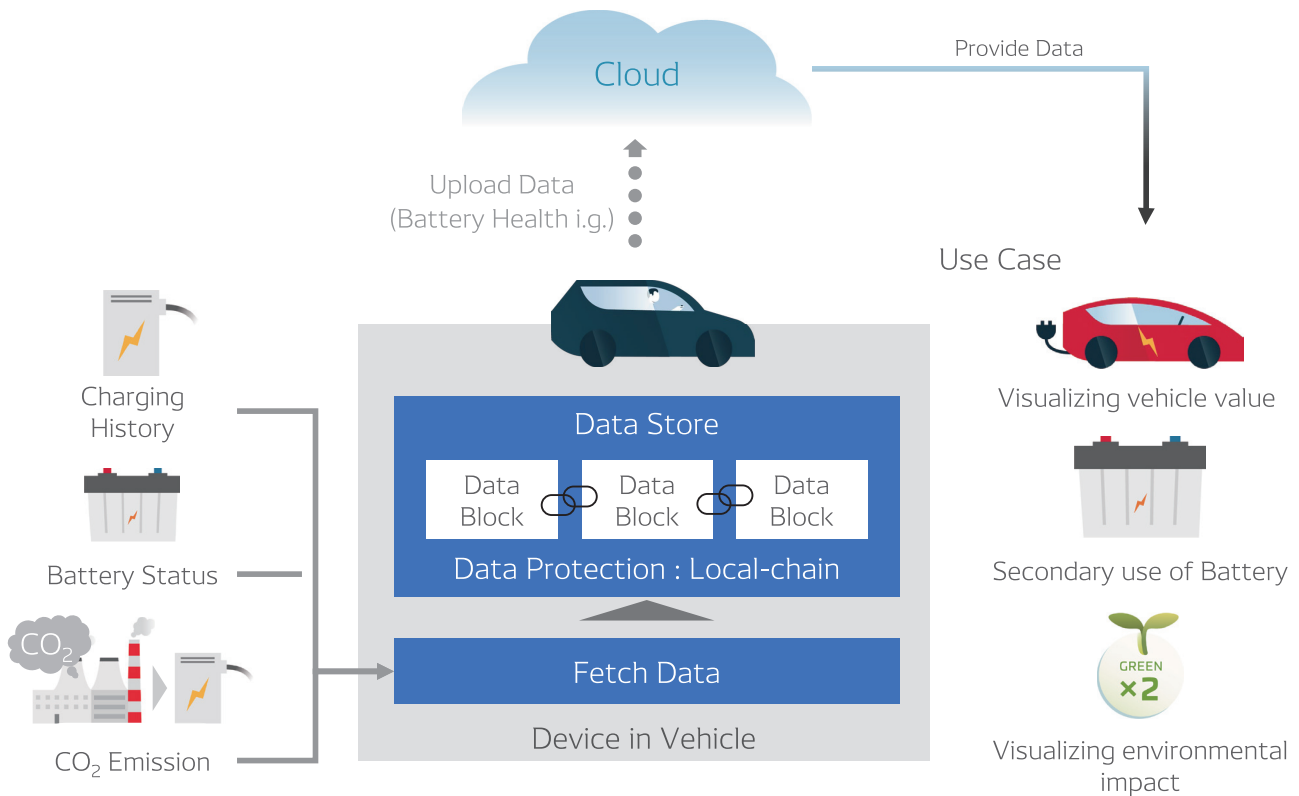 Cloud
Provide Data
Upload Data
(Battery Health i.g.)
Use Case
Charging
History
Battery Status
CO₂
CO₂ Emission
Data Store
Data
Block
Data
Block
Data
Block
Data Protection : Local-chain
Fetch Data
Device in Vehicle
Visualizing vehicle value
Secondary use of Battery
GREEN
×2
Visualizing environmental
impact